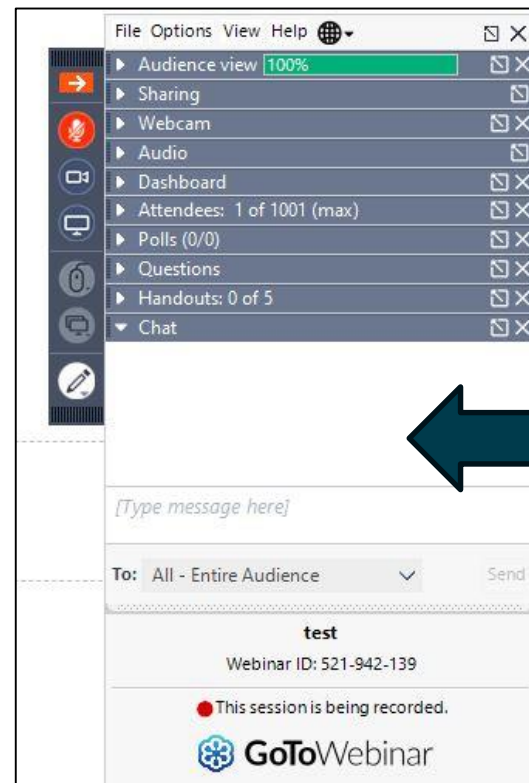 File Options View Help
Audience view 100%
Sharing
Webcam
Audio
Dashboard
Attendees: 1 of 1001 (max)
Polls (0/0)
Questions
Handouts: 0 of 5
Chat
[Type message here]
To: All - Entire Audience Send
test
Webinar ID: 521-942-139
This session is being recorded.
GoToWebinar